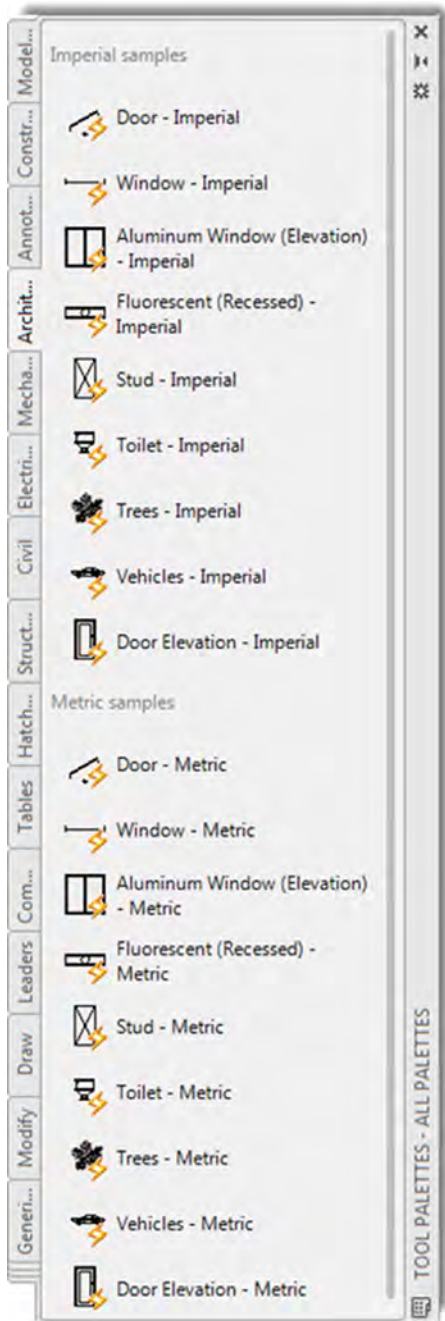 Model...
Constr...
Annot...
Archit...
Mecha...
Electri...
Civil
Struct...
Hatch...
Tables
Com...
Leaders
Draw
Modify
Generi...
Imperial samples
Door - Imperial
Window - Imperial
Aluminum Window (Elevation)
- Imperial
Fluorescent (Recessed) -
Imperial
Stud - Imperial
Toilet - Imperial
Trees - Imperial
Vehicles - Imperial
Door Elevation - Imperial
Metric samples
Door - Metric
Window - Metric
Aluminum Window (Elevation)
- Metric
Fluorescent (Recessed) -
Metric
Stud - Metric
Toilet - Metric
Trees - Metric
Vehicles - Metric
Door Elevation - Metric
TOOL PALETTES - ALL PALETTES